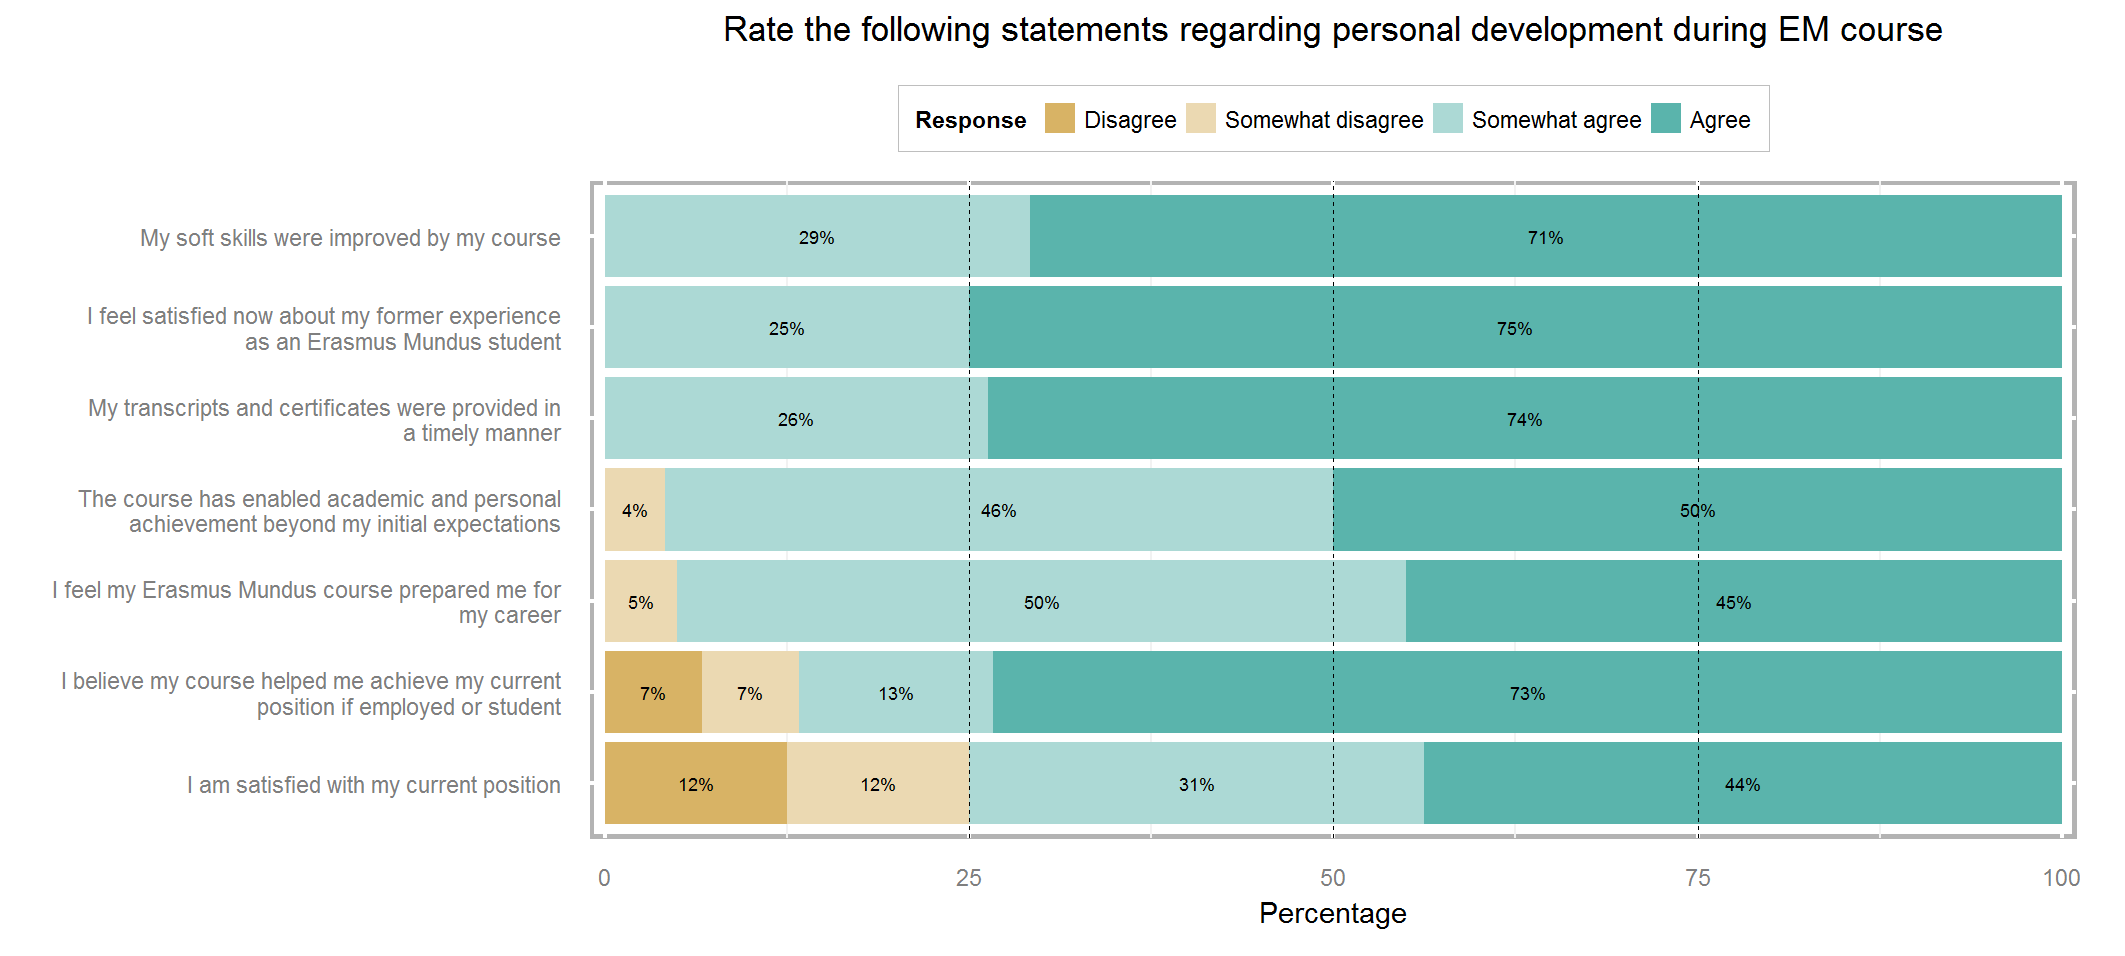 Rate the following statements regarding personal development during EM course
Response Disagree Somewhat disagree Somewhat agree Agree
My soft skills were improved by my course
29% 71%
I feel satisfied now about my former experience
as an Erasmus Mundus student
25% 75%
My transcripts and certificates were provided in
a timely manner
26% 74%
The course has enabled academic and personal
achievement beyond my initial expectations
4% 46% 50%
I feel my Erasmus Mundus course prepared me for
my career
5% 50% 45%
I believe my course helped me achieve my current
position if employed or student
7% 7% 13% 73%
I am satisfied with my current position
12% 12% 31% 44%
0 25 50 75 100
Percentage